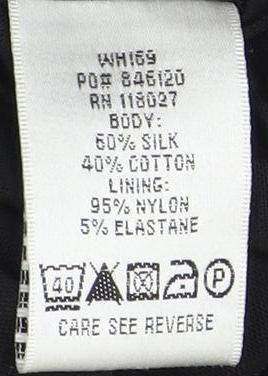 WH169
PO# 846120
RN 118027
BODY:
60% SILK
40% COTTON
LINING:
95% NYLON
5% ELASTANE
40 P
CARE SEE REVERSE